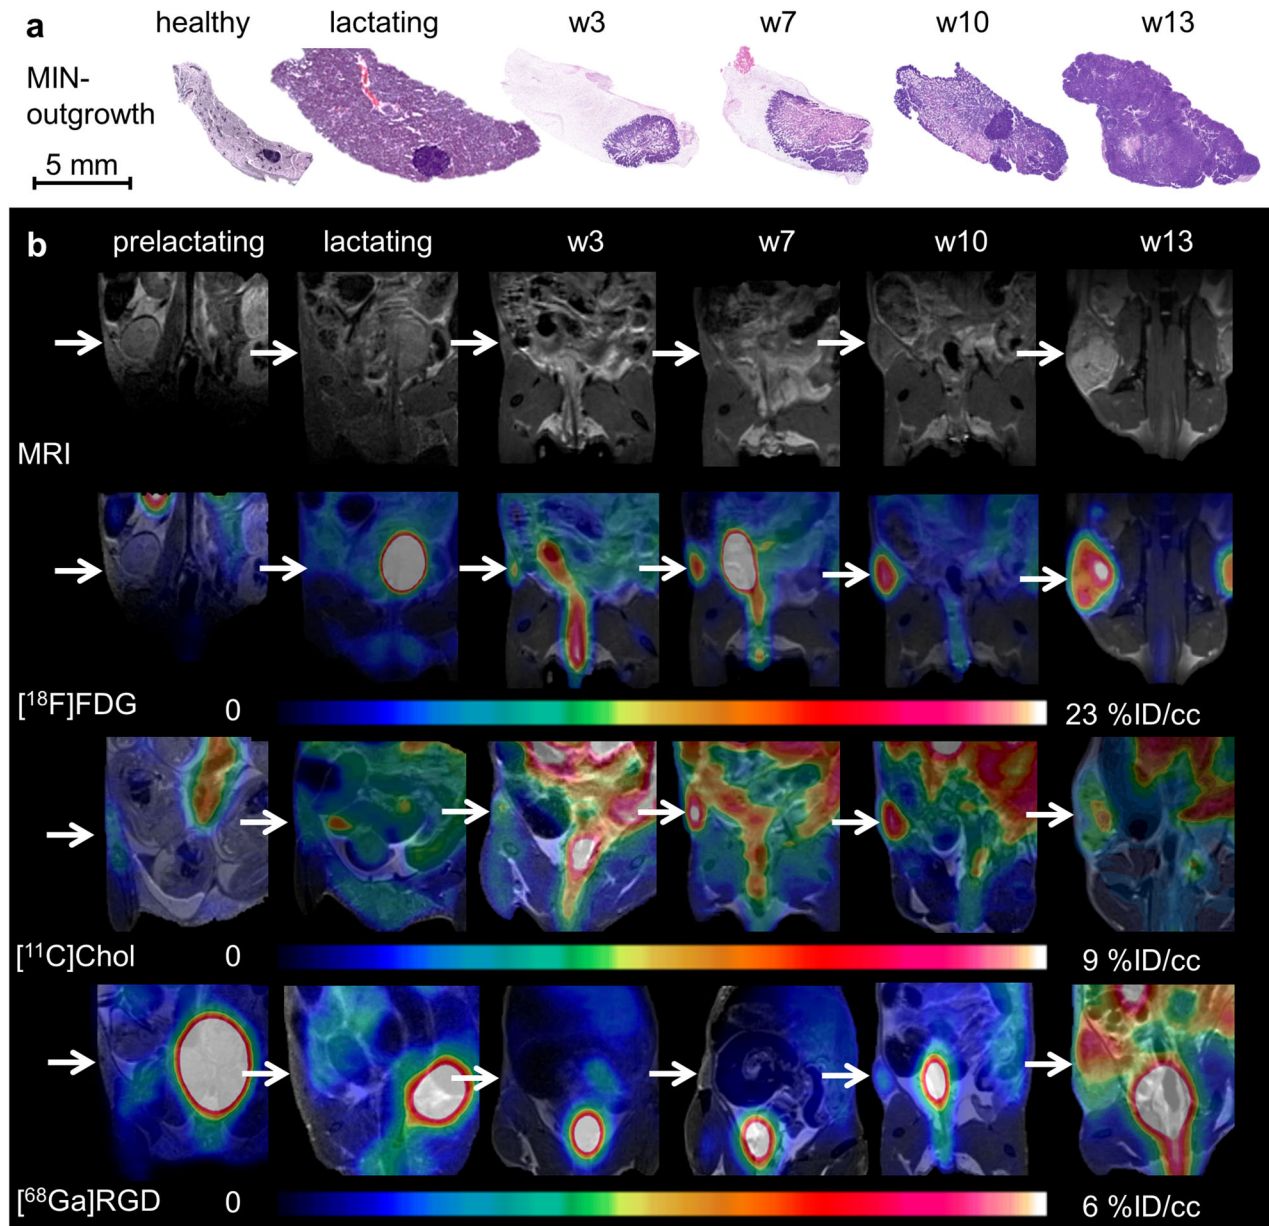 a healthy lactating w3 w7 w10 w13
MIN-
outgrowth
5 mm
b prelactating lactating w3 w7 w10 w13
MRI
[¹⁸F]FDG 0 23 %ID/cc
[¹¹C]Chol 0 9 %ID/cc
[⁶⁸Ga]RGD 0 6 %ID/cc